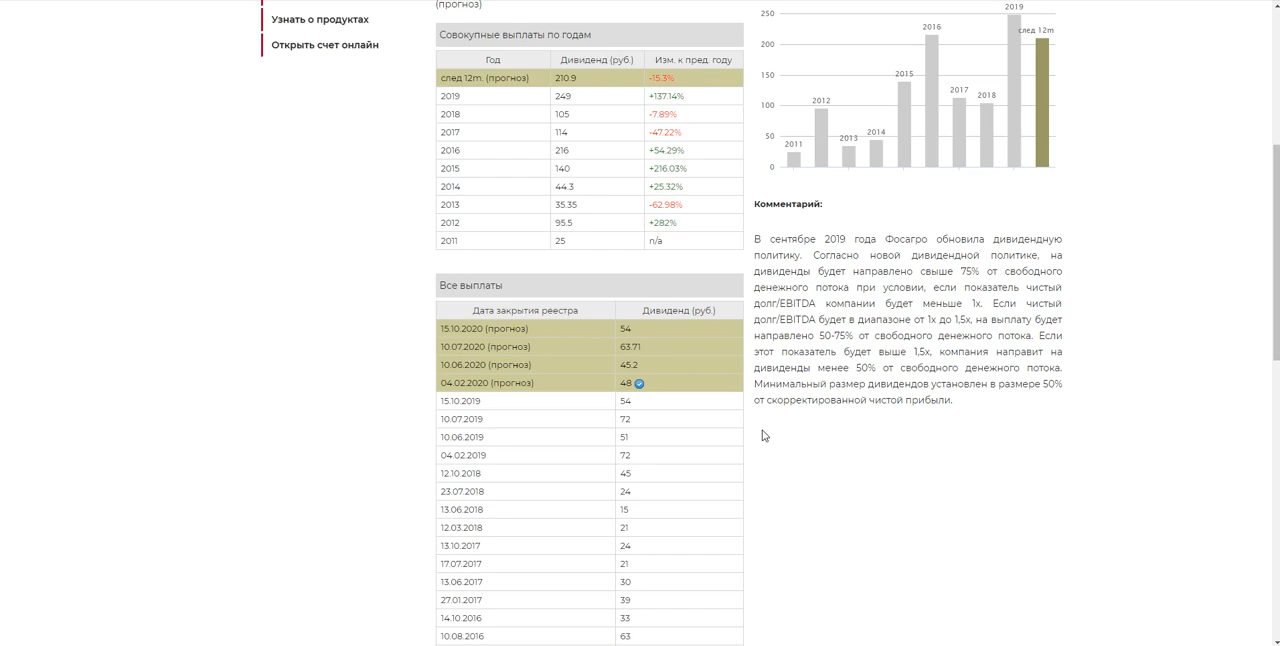 (прогноз)
Узнать о продуктах
Открыть счет онлайн
Совокупные выплаты по годам
Год Дивиденд (руб.) Изм. к пред. году
след 12m. (прогноз) 210.9 -15.3%
2019 249 +137.14%
2018 105 -7.89%
2017 114 -47.22%
2016 216 +54.29%
2015 140 +216.03%
2014 44.3 +25.32%
2013 35.35 -62.98%
2012 95.5 +282%
2011 25 n/a
Все выплаты
Дата закрытия реестра Дивиденд (руб.)
15.10.2020 (прогноз) 54
10.07.2020 (прогноз) 63.71
10.06.2020 (прогноз) 45.2
04.02.2020 (прогноз) 48
15.10.2019 54
10.07.2019 72
10.06.2019 51
04.02.2019 72
12.10.2018 45
23.07.2018 24
13.06.2018 15
12.03.2018 21
13.10.2017 24
17.07.2017 21
13.06.2017 30
27.01.2017 39
14.10.2016 33
10.08.2016 63
250
200
150
100
50
0
2011
2012
2013
2014
2015
2016
2017
2018
2019
след 12m
Комментарий:
В сентябре 2019 года Фосагро обновила дивидендную
политику. Согласно новой дивидендной политике, на
дивиденды будет направлено свыше 75% от свободного
денежного потока при условии, если показатель чистый
долг/EBITDA компании будет меньше 1х. Если чистый
долг/EBITDA будет в диапазоне от 1х до 1,5х, на выплату будет
направлено 50-75% от свободного денежного потока. Если
этот показатель будет выше 1,5х, компания направит на
дивиденды менее 50% от свободного денежного потока.
Минимальный размер дивидендов установлен в размере 50%
от скорректированной чистой прибыли.